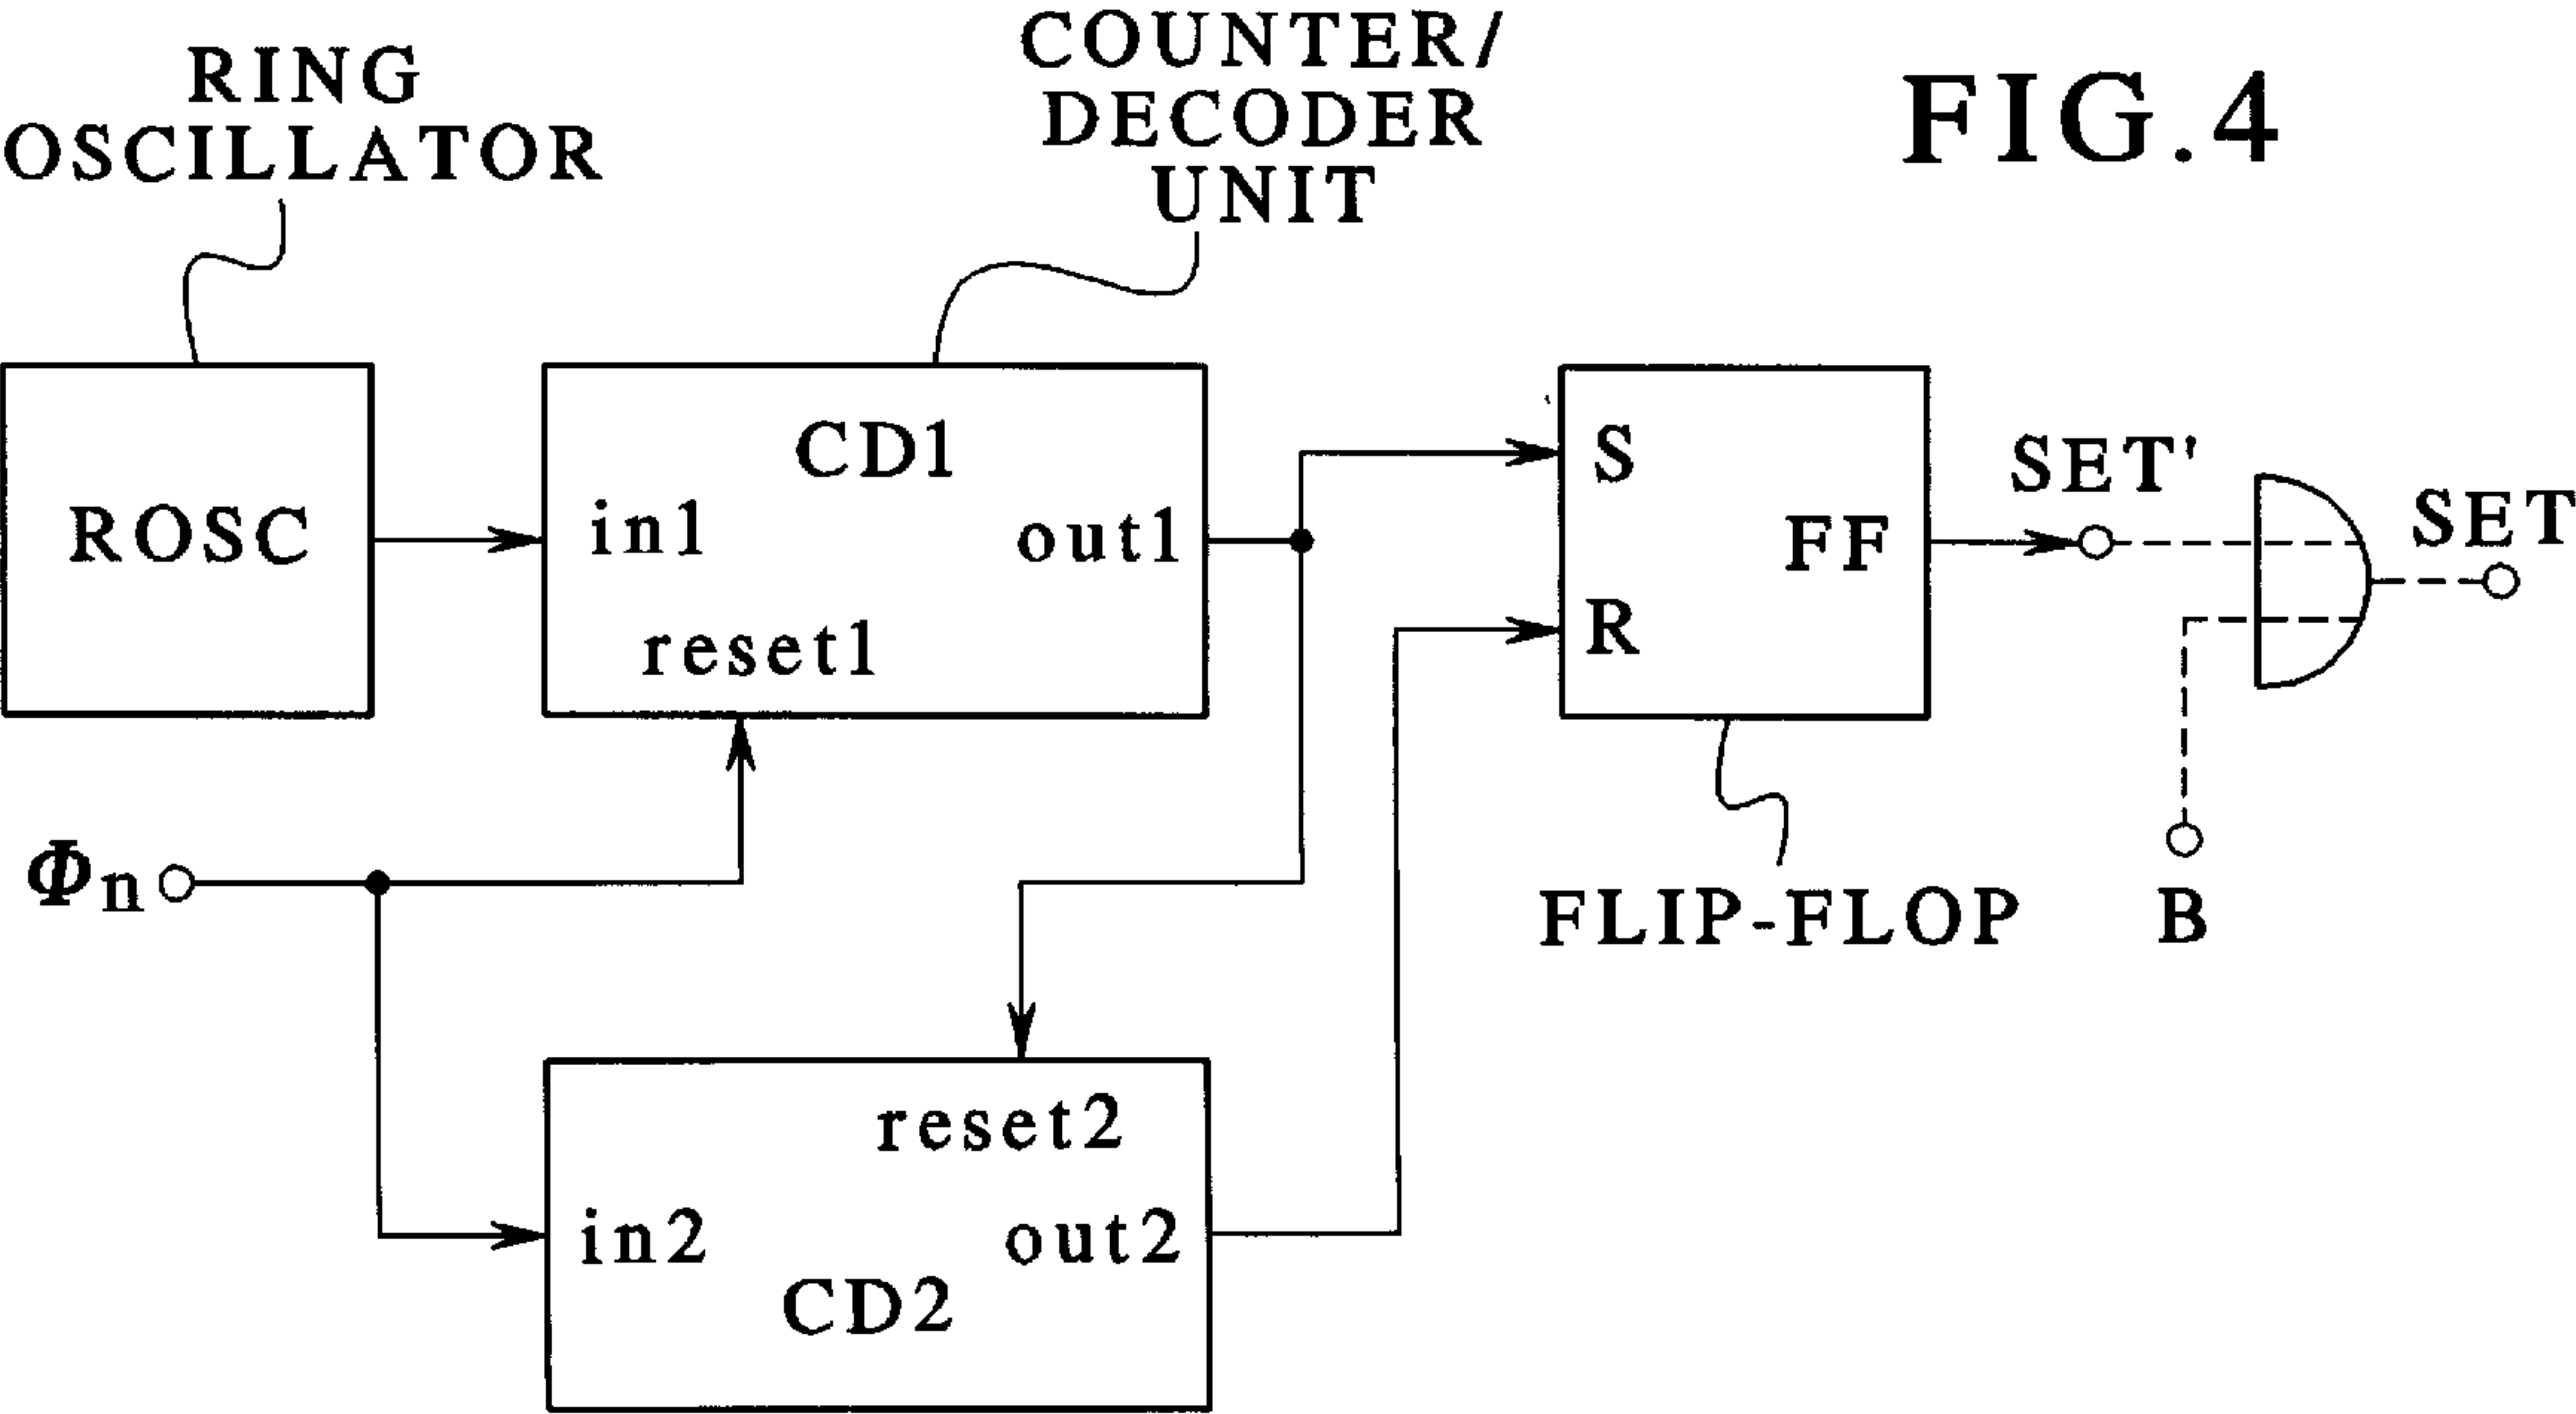 COUNTER/
DECODER
UNIT
RING
OSCILLATOR
FIG.4
ROSC
CD1
in1
out1
reset1
S
R
FF
SET'
SET
Φn
FLIP-FLOP
B
reset2
in2
out2
CD2